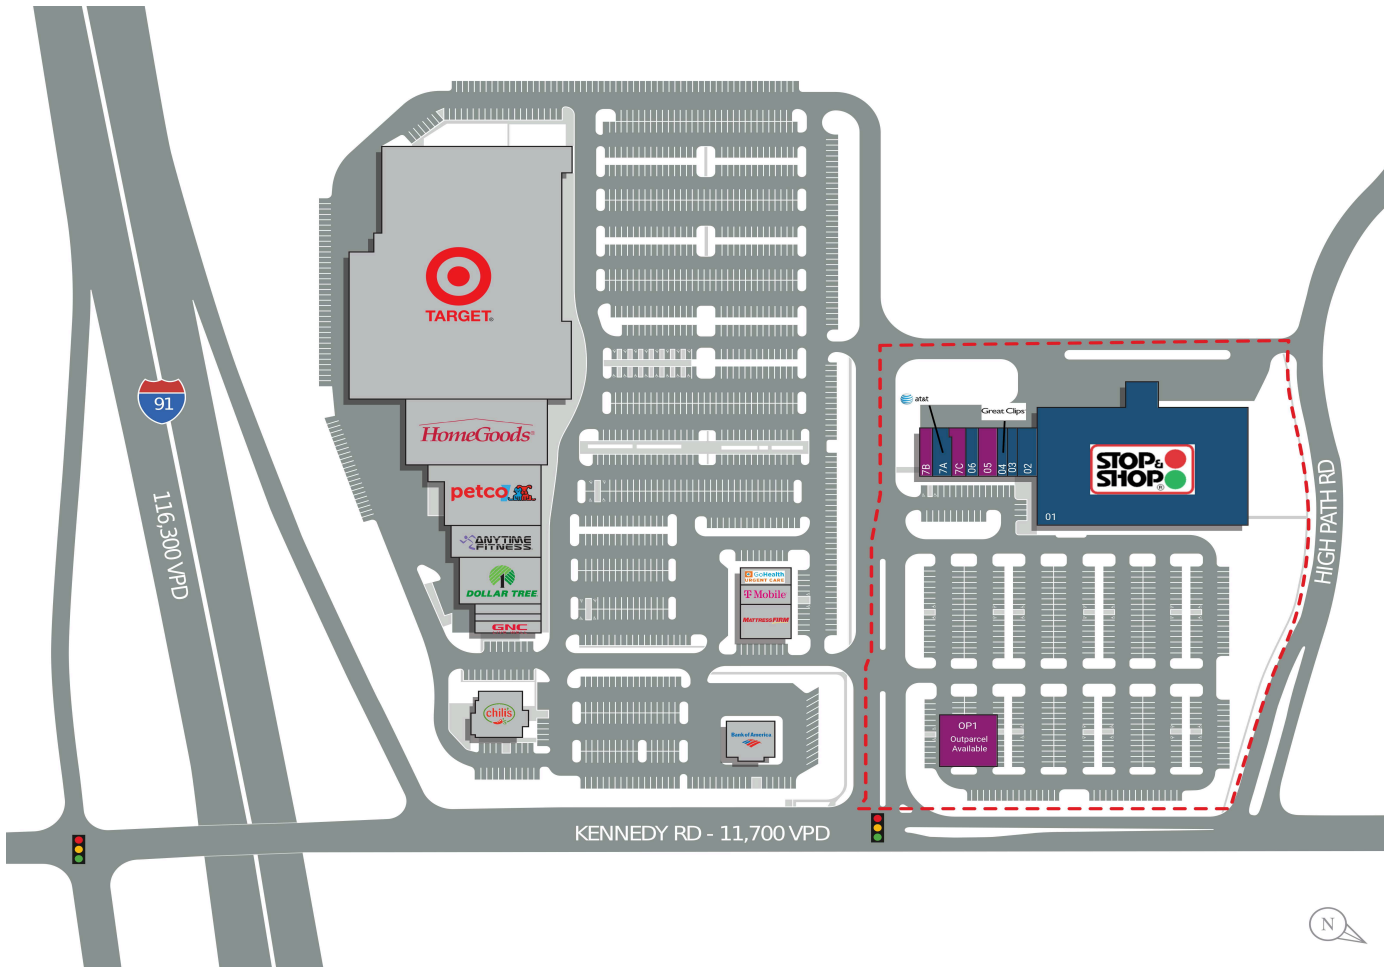 TARGET
91
HomeGoods
at&t
Great Clips
petco
STOP &
SHOP
7B
7A
7C
06
05
04
03
02
01
116,300 VPD
HIGH PATH RD
ANYTIME
FITNESS
DOLLAR TREE
GoHealth
URGENT CARE
T Mobile
MATTRESSFIRM
GNC
chili's
Bank of America
OP1
Outparcel
Available
KENNEDY RD - 11,700 VPD
N